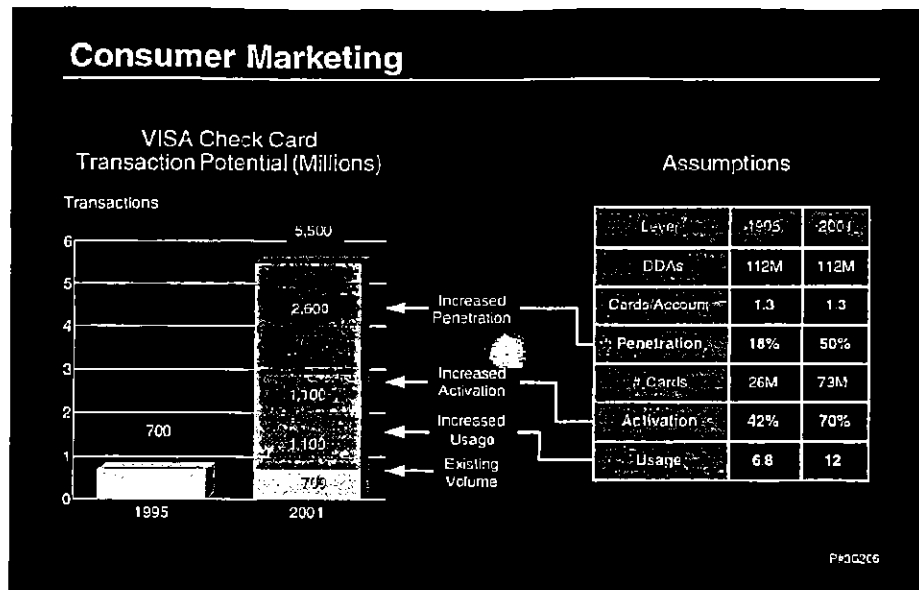 Consumer Marketing
VISA Check Card
Transaction Potential (Millions)
Transactions
5,500
6
5
4
3
2
1
0
2,600
1,100
1,100
700
700
1995
2001
Increased
Penetration
Increased
Activation
Increased
Usage
Existing
Volume
Assumptions
Lever 1995 2001
DDAs 112M 112M
Cards/Account 1.3 1.3
Penetration 18% 50%
# Cards 26M 73M
Activation 42% 70%
Usage 6.8 12